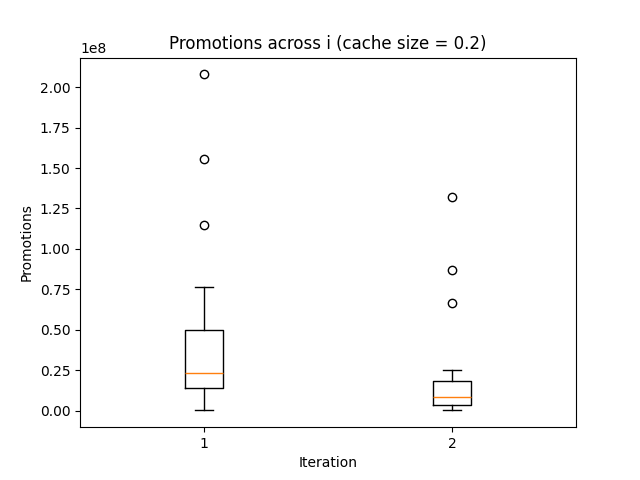 Promotions across i (cache size = 0.2)
1e8
2.00
1.75
1.50
1.25
1.00
0.75
0.50
0.25
0.00
Promotions
1 2
Iteration